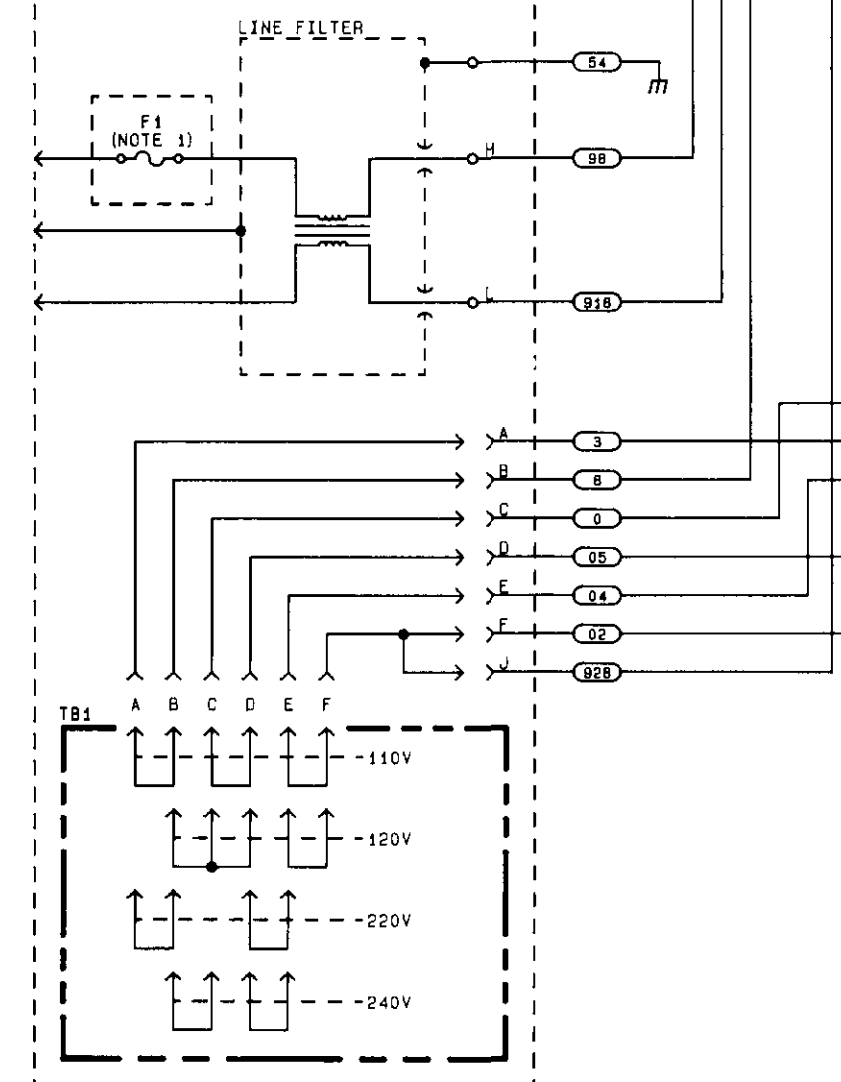 LINE FILTER
54
F1
(NOTE 1)
H
98
L
918
A
3
B
8
C
0
D
05
E
04
F
02
J
928
TB1
A B C D E F
110V
120V
220V
240V